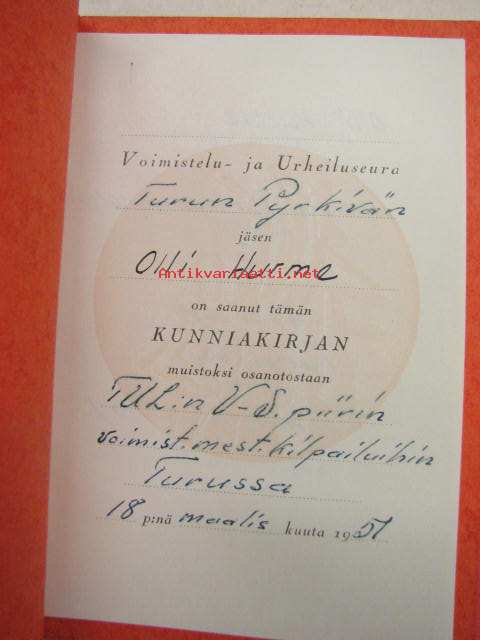 Voimistelu- ja Urheiluseura
Turun Pyrkivän
jäsen
Olli Hurme
Antikvariaatti.net
on saanut tämän
KUNNIAKIRJAN
muistoksi osanotostaan
TUL:n V-S. piirin
voimist.mest.kilpailuihin
Turussa
18 p:nä maalis kuuta 1951